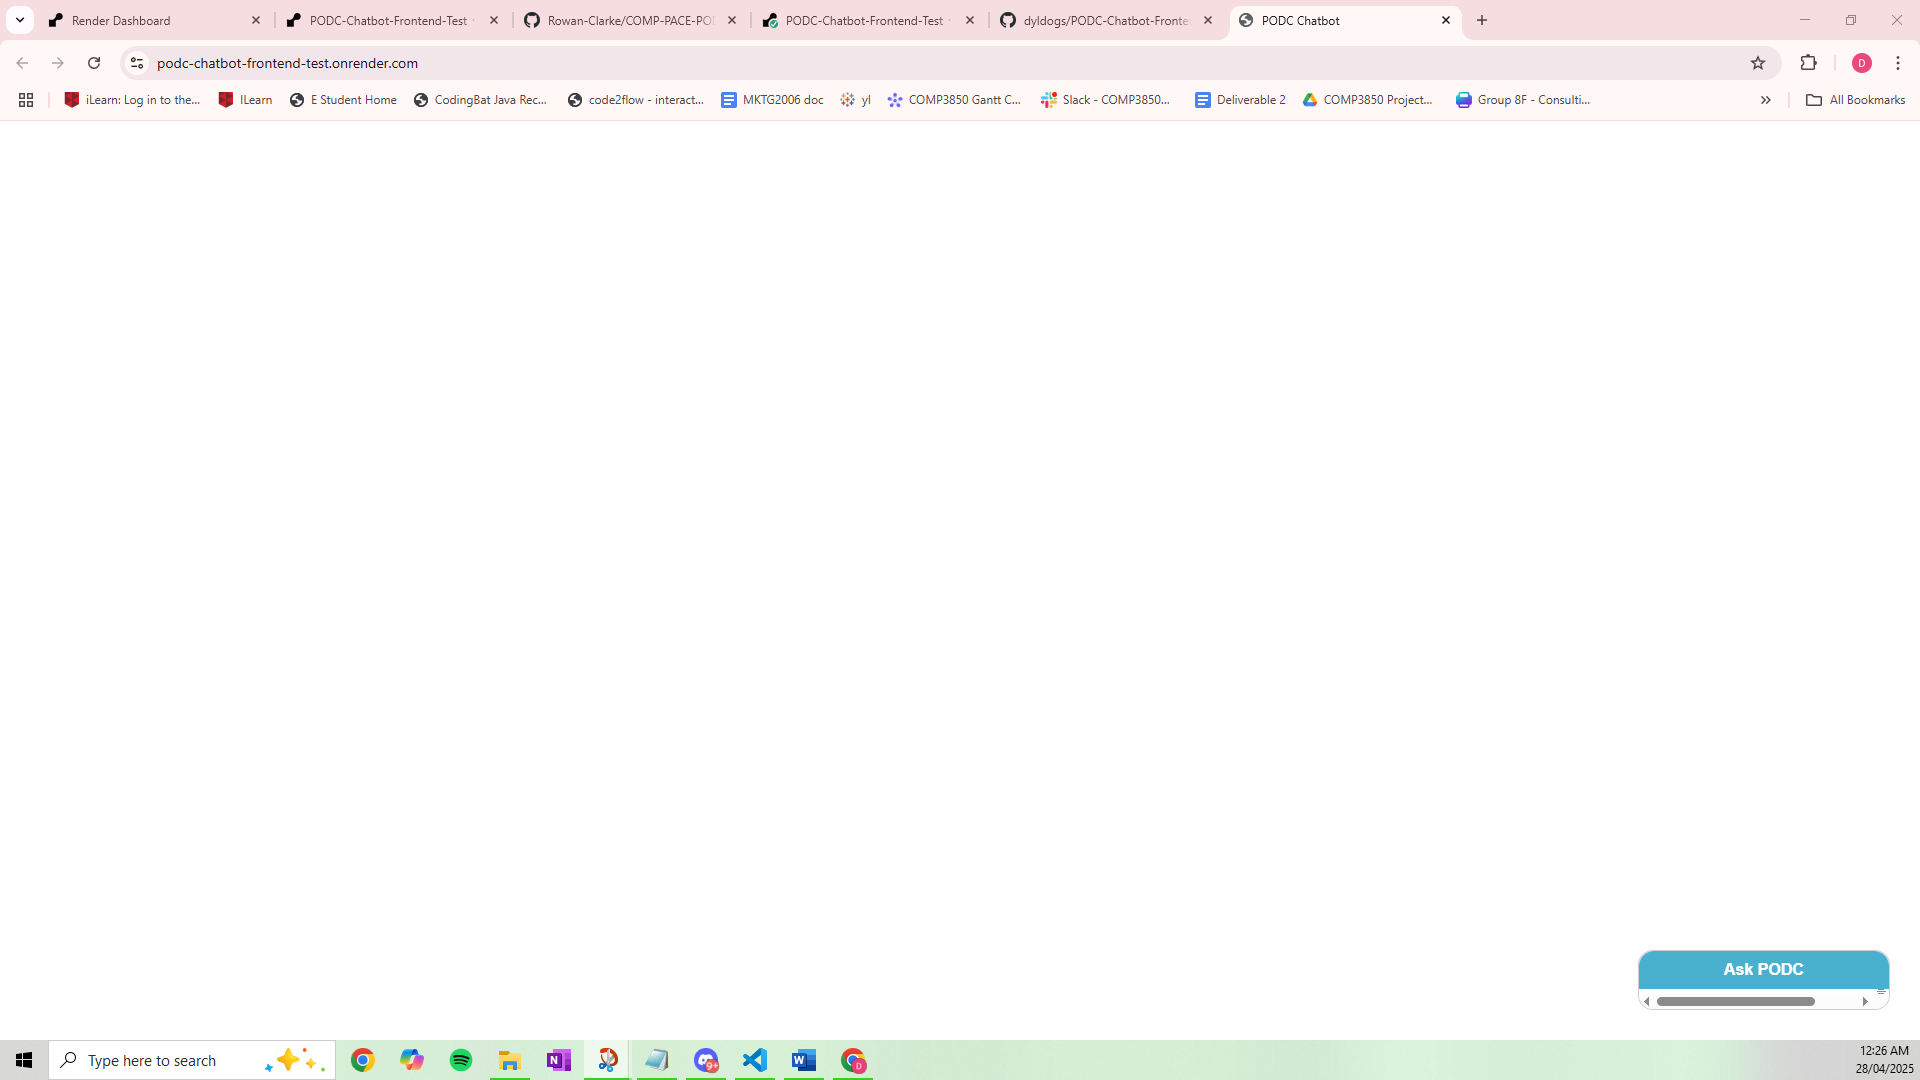 Render Dashboard
PODC-Chatbot-Frontend-Test
Rowan-Clarke/COMP-PACE-POD
PODC-Chatbot-Frontend-Test
dyldogs/PODC-Chatbot-Fronte
PODC Chatbot
podc-chatbot-frontend-test.onrender.com
D
iLearn: Log in to the...
ILearn
E Student Home
CodingBat Java Rec...
code2flow - interact...
MKTG2006 doc
yl
COMP3850 Gantt C...
Slack - COMP3850...
Deliverable 2
COMP3850 Project...
Group 8F - Consulti...
All Bookmarks
Ask PODC
Type here to search
9+
12:26 AM
28/04/2025